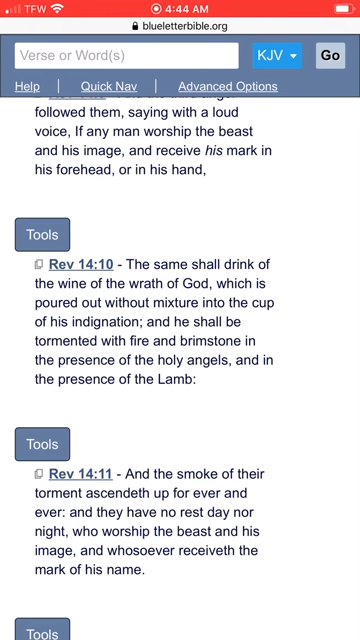 TFW 4:44 AM
blueletterbible.org
Verse or Word(s) KJV Go
Help | Quick Nav | Advanced Options
followed them, saying with a loud
voice, If any man worship the beast
and his image, and receive his mark in
his forehead, or in his hand,
Tools
Rev 14:10 - The same shall drink of
the wine of the wrath of God, which is
poured out without mixture into the cup
of his indignation; and he shall be
tormented with fire and brimstone in
the presence of the holy angels, and in
the presence of the Lamb:
Tools
Rev 14:11 - And the smoke of their
torment ascendeth up for ever and
ever: and they have no rest day nor
night, who worship the beast and his
image, and whosoever receiveth the
mark of his name.
Tools